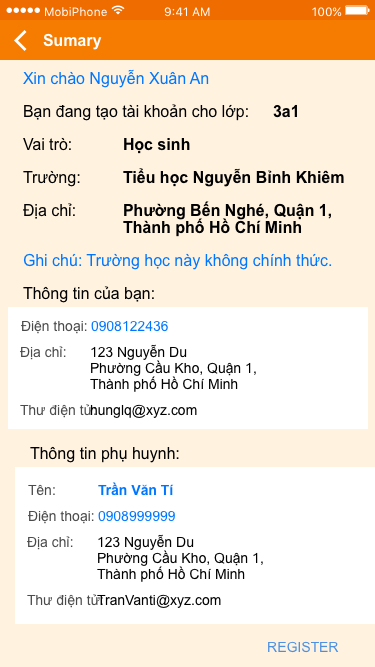 MobiPhone 9:41 AM 100%
Sumary
Xin chào Nguyễn Xuân An
Bạn đang tạo tài khoản cho lớp: 3a1
Vai trò: Học sinh
Trường: Tiểu học Nguyễn Bỉnh Khiêm
Địa chỉ: Phường Bến Nghé, Quận 1,
Thành phố Hồ Chí Minh
Ghi chú: Trường học này không chính thức.
Thông tin của bạn:
Điện thoại: 0908122436
Địa chỉ: 123 Nguyễn Du
Phường Cầu Kho, Quận 1,
Thành phố Hồ Chí Minh
Thư điện tử: hunglq@xyz.com
Thông tin phụ huynh:
Tên: Trần Văn Tí
Điện thoại: 0908999999
Địa chỉ: 123 Nguyễn Du
Phường Cầu Kho, Quận 1,
Thành phố Hồ Chí Minh
Thư điện tử: TranVanti@xyz.com
REGISTER